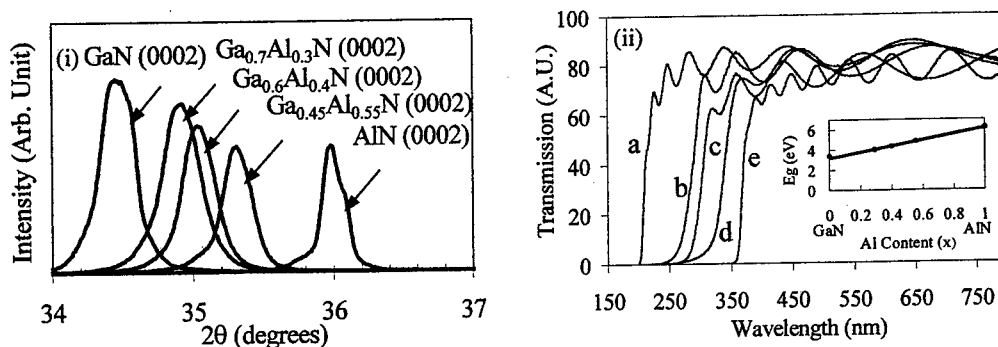 Intensity (Arb. Unit)
(i) GaN (0002)
Ga₀.₇Al₀.₃N (0002)
Ga₀.₆Al₀.₄N (0002)
Ga₀.₄₅Al₀.₅₅N (0002)
AlN (0002)
34 35 36 37
2θ (degrees)
Transmission (A.U.)
100
80
60
40
20
0
(ii)
a
b
c
d
e
Eg (eV)
6
4
2
0
0 0.2 0.4 0.6 0.8 1
GaN AlN
Al Content (x)
150 250 350 450 550 650 750
Wavelength (nm)